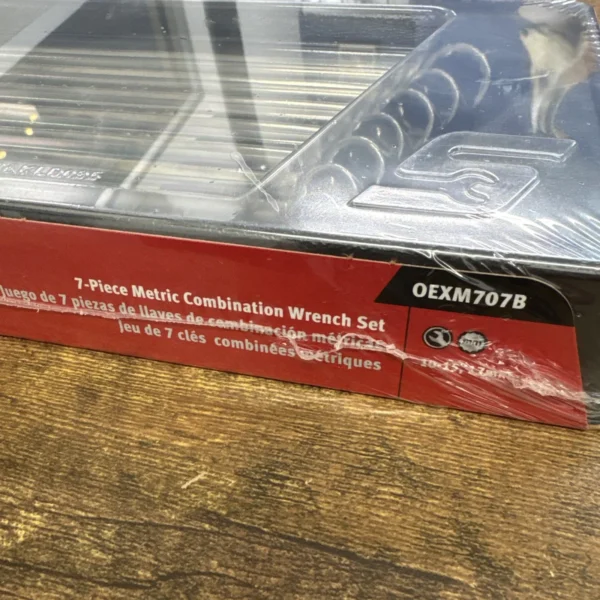 7-Piece Metric Combination Wrench Set
Juego de 7 piezas de llaves de combinación métricas
Jeu de 7 clés combinées métriques
OEXM707B